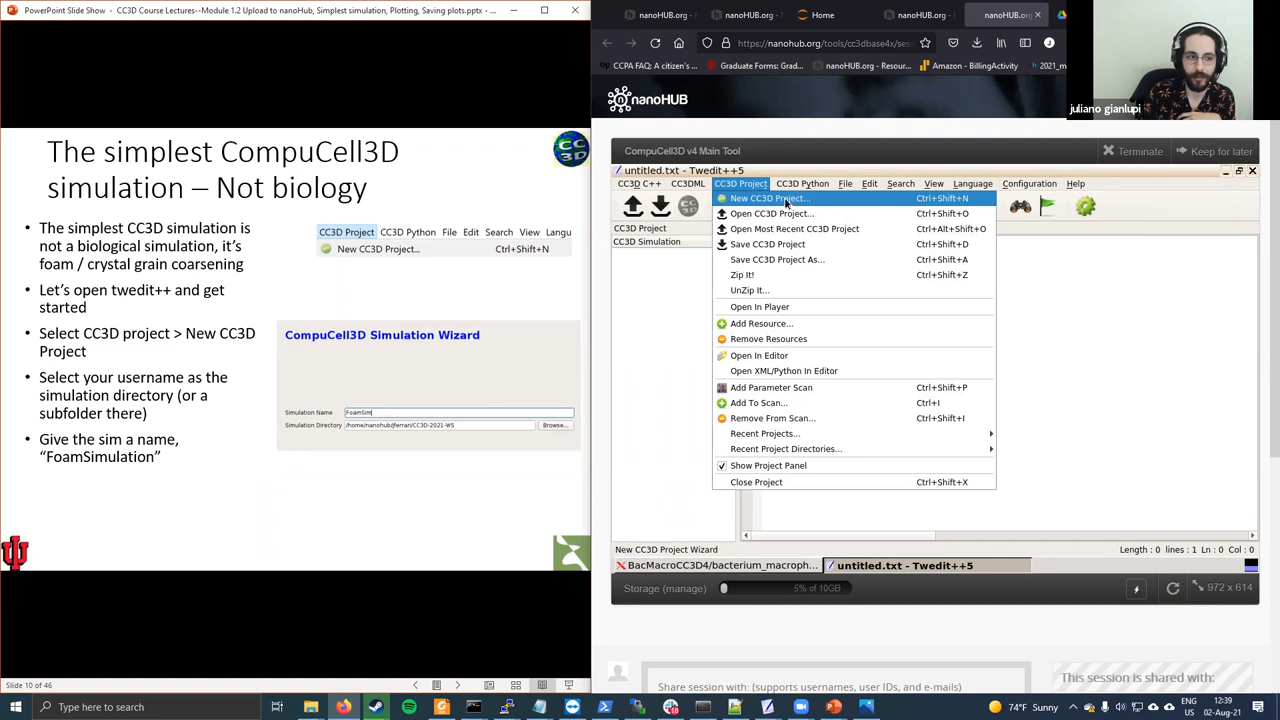 PowerPoint Slide Show - CC3D Course Lectures--Module 1.2 Upload to nanoHub, Simplest simulation, Plotting, Saving plots.pptx - ...
The simplest CompuCell3D
simulation – Not biology
CC
3D
• The simplest CC3D simulation is
not a biological simulation, it's
foam / crystal grain coarsening
• Let's open twedit++ and get
started
• Select CC3D project > New CC3D
Project
• Select your username as the
simulation directory (or a
subfolder there)
• Give the sim a name,
“FoamSimulation”
CC3D Project CC3D Python File Edit Search View Langu
New CC3D Project... Ctrl+Shift+N
CompuCell3D Simulation Wizard
Simulation Name FoamSim
Simulation Directory /home/nanohub/jferrari/CC3D-2021-WS Browse...
Slide 10 of 46
nanoHUB.org -
nanoHUB.org -
Home
nanoHUB.org -
nanoHUB.org
https://nanohub.org/tools/cc3dbase4x/ses
CCPA FAQ: A citizen's ...
Graduate Forms: Grad...
nanoHUB.org - Resour...
Amazon - BillingActivity
2021_m
nanoHUB
juliano gianlupi
CompuCell3D v4 Main Tool
Terminate
Keep for later
untitled.txt - Twedit++5
CC3D C++ CC3DML CC3D Project CC3D Python File Edit Search View Language Configuration Help
CC3D Project
CC3D Simulation
New CC3D Project... Ctrl+Shift+N
Open CC3D Project... Ctrl+Shift+O
Open Most Recent CC3D Project Ctrl+Alt+Shift+O
Save CC3D Project Ctrl+Shift+D
Save CC3D Project As... Ctrl+Shift+A
Zip It! Ctrl+Shift+Z
UnZip It...
Open In Player
Add Resource...
Remove Resources
Open In Editor
Open XML/Python In Editor
Add Parameter Scan Ctrl+Shift+P
Add To Scan... Ctrl+I
Remove From Scan... Ctrl+Shift+I
Recent Projects...
Recent Project Directories...
Show Project Panel
Close Project Ctrl+Shift+X
New CC3D Project Wizard
Length : 0 lines : 1 Ln : 0 Col : 0
BacMacroCC3D4/bacterium_macroph...
untitled.txt - Twedit++5
Storage (manage)
5% of 10GB
972 x 614
Share session with: (supports usernames, user IDs, and e-mails)
This session is shared with:
Type here to search
74°F Sunny
12:39
US 02-Aug-21